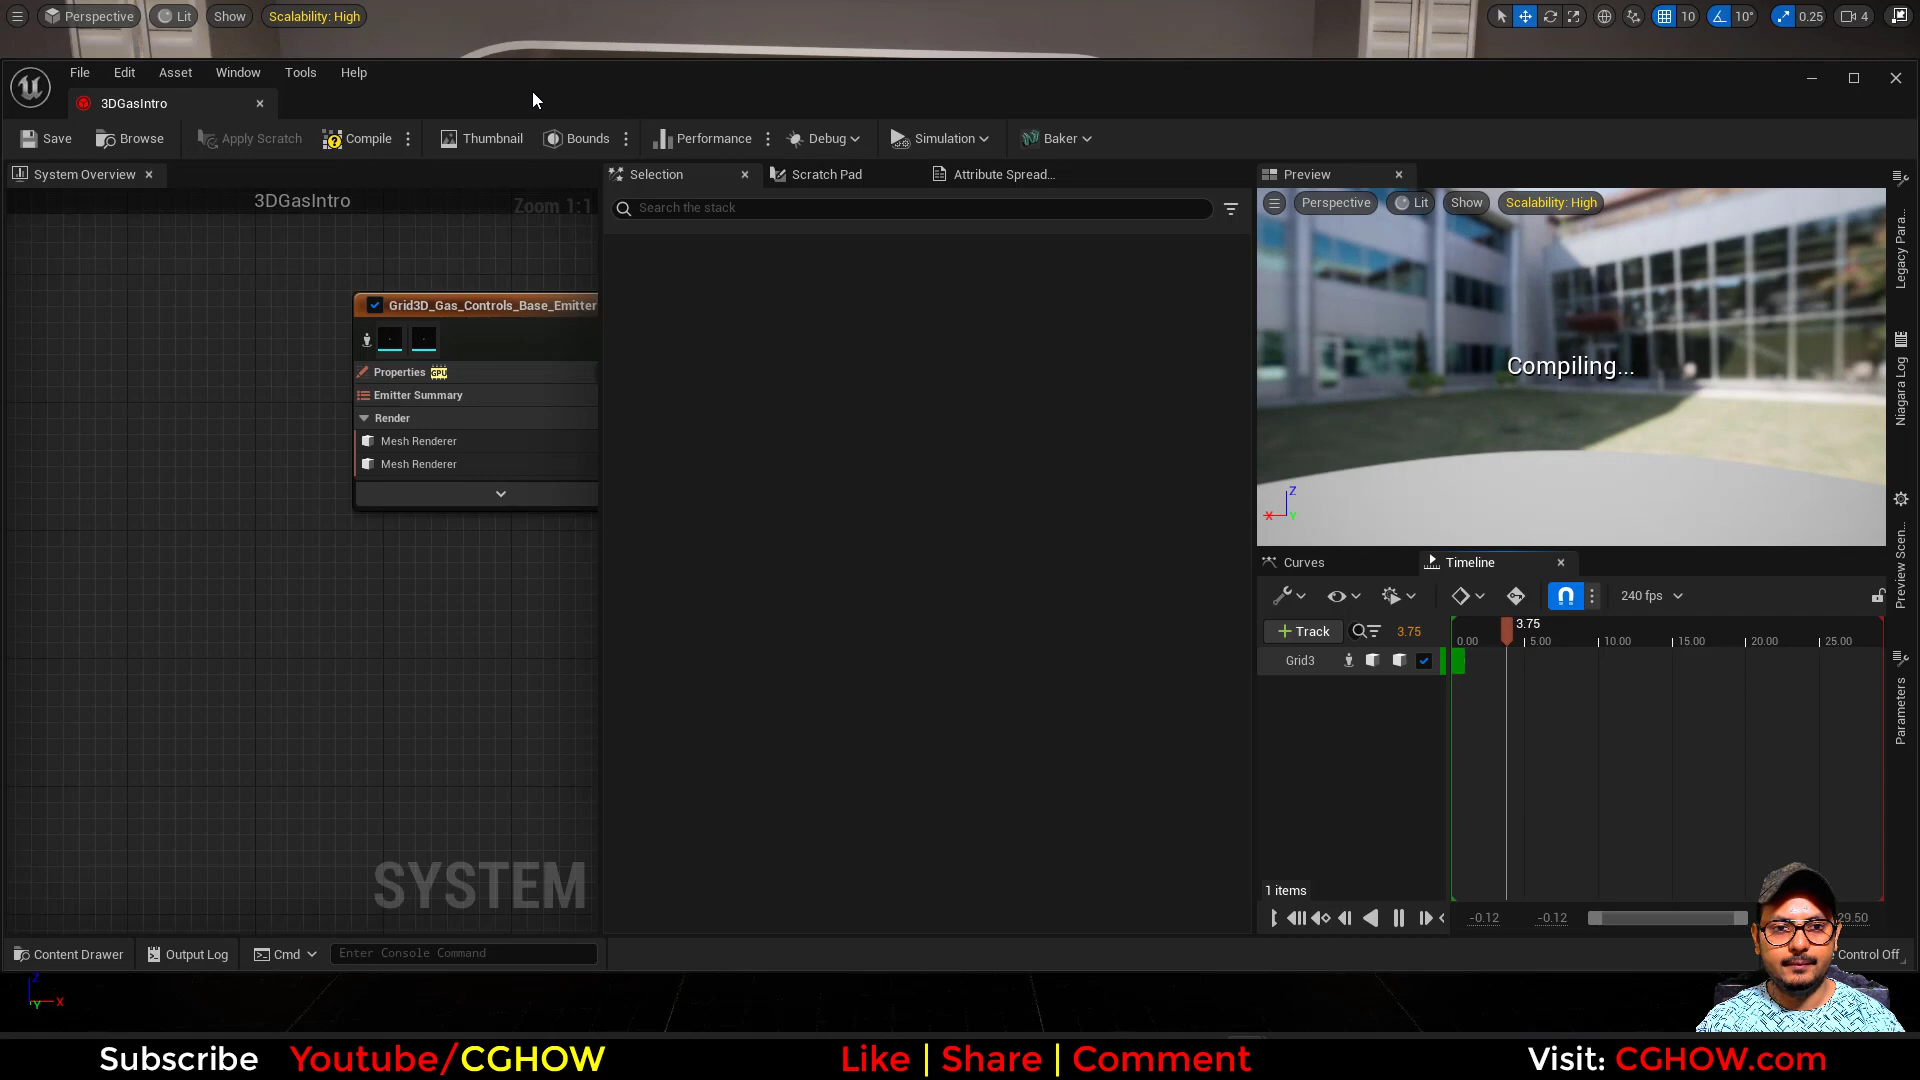 Perspective Lit Show Scalability: High 10 10° 0.25 4
File Edit Asset Window Tools Help
3DGasIntro
Save Browse Apply Scratch Compile Thumbnail Bounds Performance Debug Simulation Baker
System Overview Selection Scratch Pad Attribute Spread... Preview
3DGasIntro Zoom 1:1
Search the stack
Perspective Lit Show Scalability: High
Legacy Para...
Grid3D_Gas_Controls_Base_Emitter
Properties GPU
Emitter Summary
Render
Mesh Renderer
Mesh Renderer
Compiling...
Niagara Log
Z
X Y
Curves Timeline
Preview Scen...
240 fps
Track 3.75
3.75
0.00 5.00 10.00 15.00 20.00 25.00
Grid3
Parameters
SYSTEM
1 items
-0.12 -0.12 29.50
Content Drawer Output Log Cmd Enter Console Command
Control Off
Z
Y X
Subscribe Youtube/CGHOW Like | Share | Comment Visit: CGHOW.com